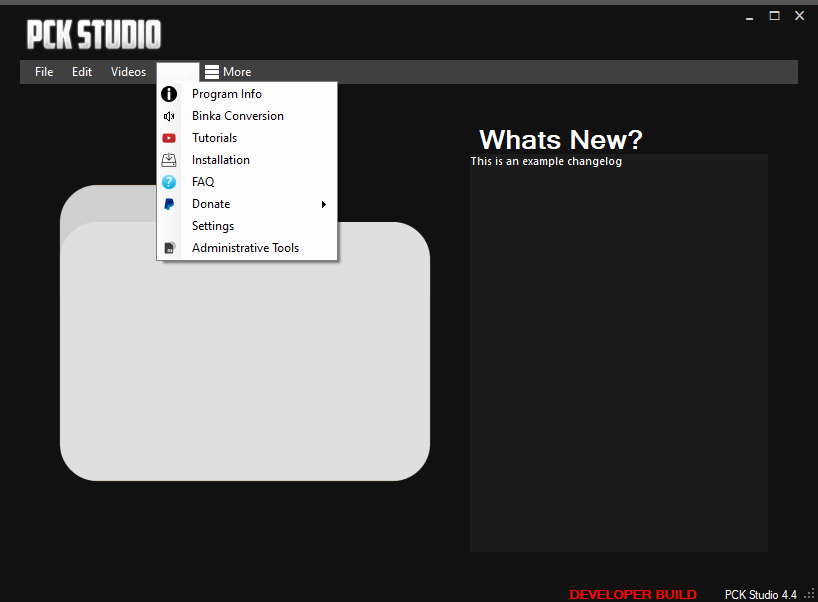 PCK STUDIO
File Edit Videos More
Program Info
Binka Conversion
Tutorials
Installation
FAQ
Donate
Settings
Administrative Tools
Whats New?
This is an example changelog
DEVELOPER BUILD PCK Studio 4.4